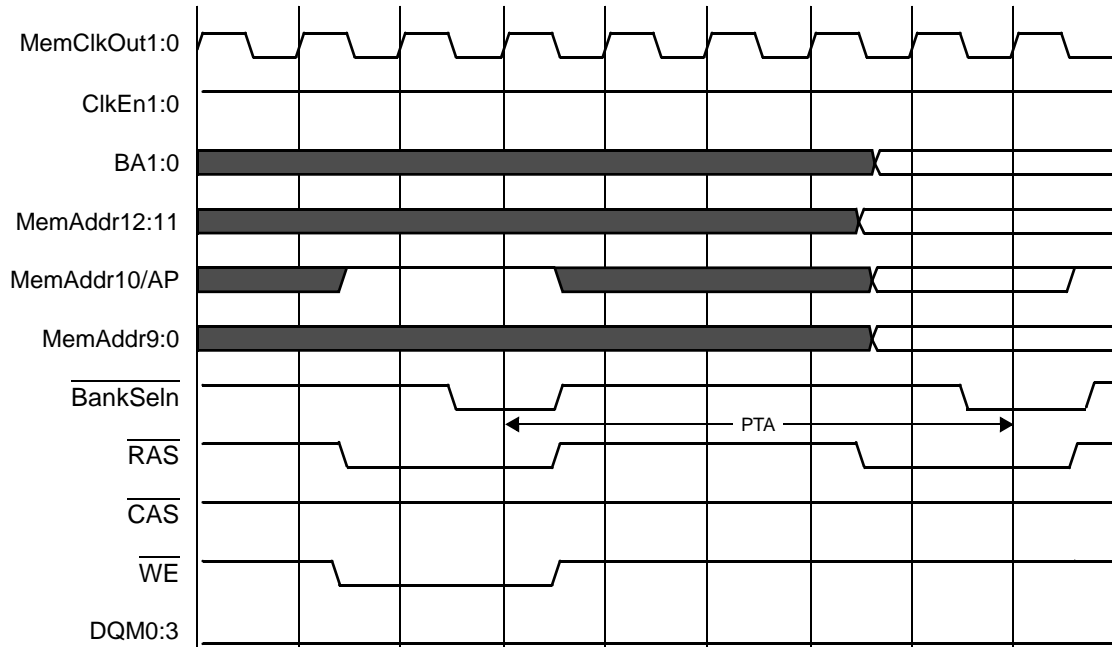 MemClkOut1:0
ClkEn1:0
BA1:0
MemAddr12:11
MemAddr10/AP
MemAddr9:0
BankSeln
PTA
RAS
CAS
WE
DQM0:3